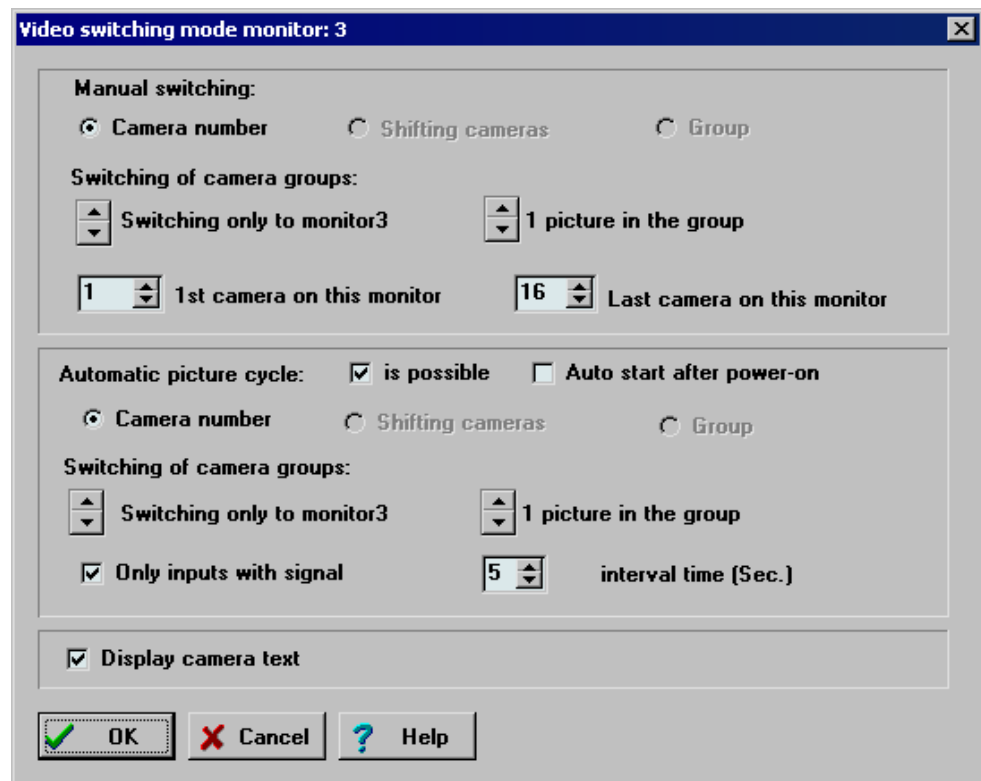 Video switching mode monitor: 3
Manual switching:
Camera number Shifting cameras Group
Switching of camera groups:
Switching only to monitor3 1 picture in the group
1 1st camera on this monitor 16 Last camera on this monitor
Automatic picture cycle: is possible Auto start after power-on
Camera number Shifting cameras Group
Switching of camera groups:
Switching only to monitor3 1 picture in the group
Only inputs with signal 5 interval time (Sec.)
Display camera text
OK Cancel ? Help